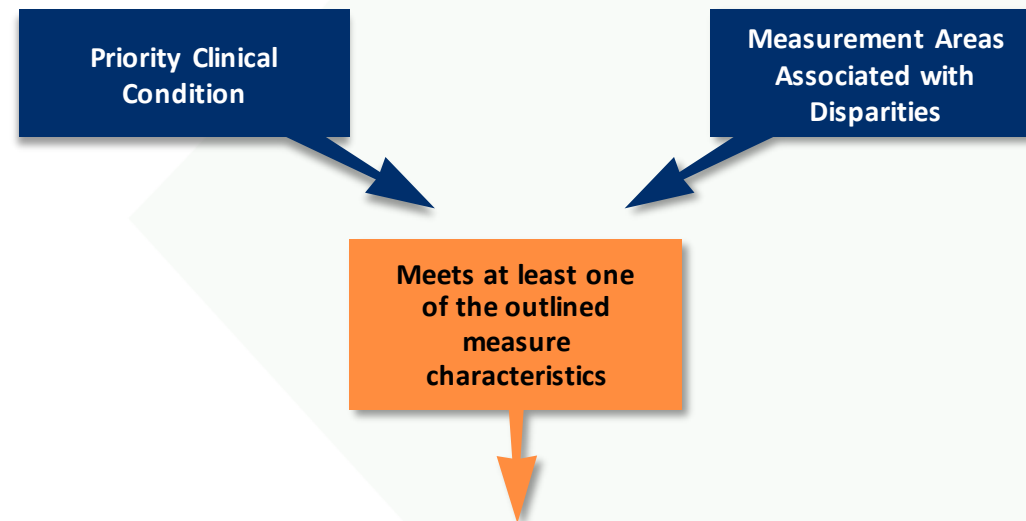 Priority Clinical
Condition
Measurement Areas
Associated with
Disparities
Meets at least one
of the outlined
measure
characteristics